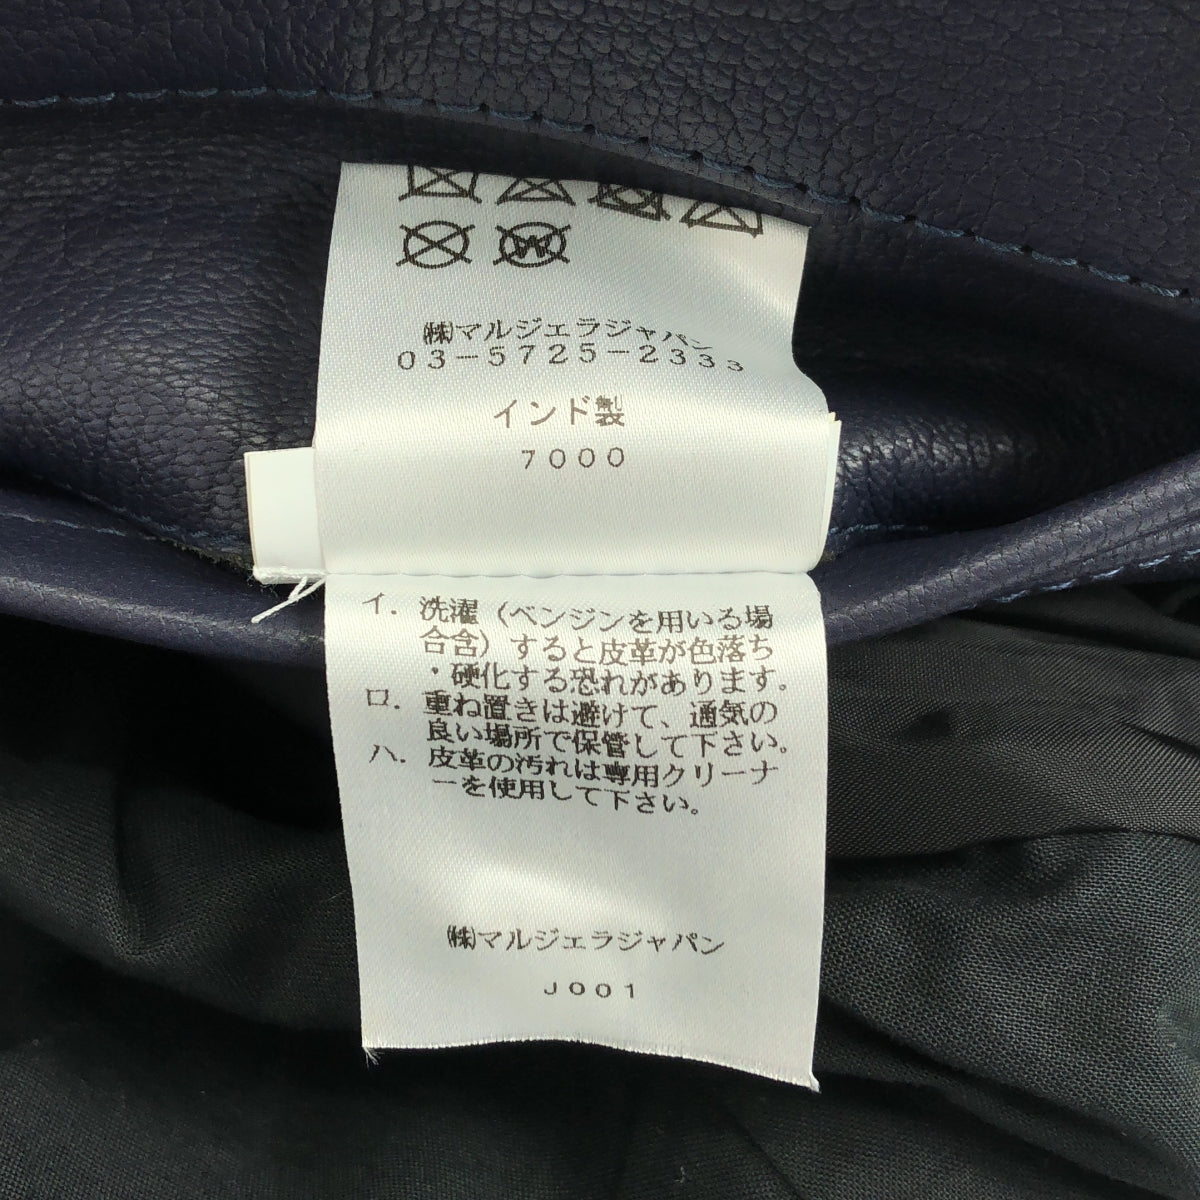 ㈱マルジェラジャパン
03-5725-2333
インド製
7000
イ．洗濯（ベンジンを用いる場
合含）すると皮革が色落ち
・硬化する恐れがあります。
ロ．重ね置きは避けて、通気の
良い場所で保管して下さい。
ハ．皮革の汚れは専用クリーナ
ーを使用して下さい。
㈱マルジェラジャパン
J001